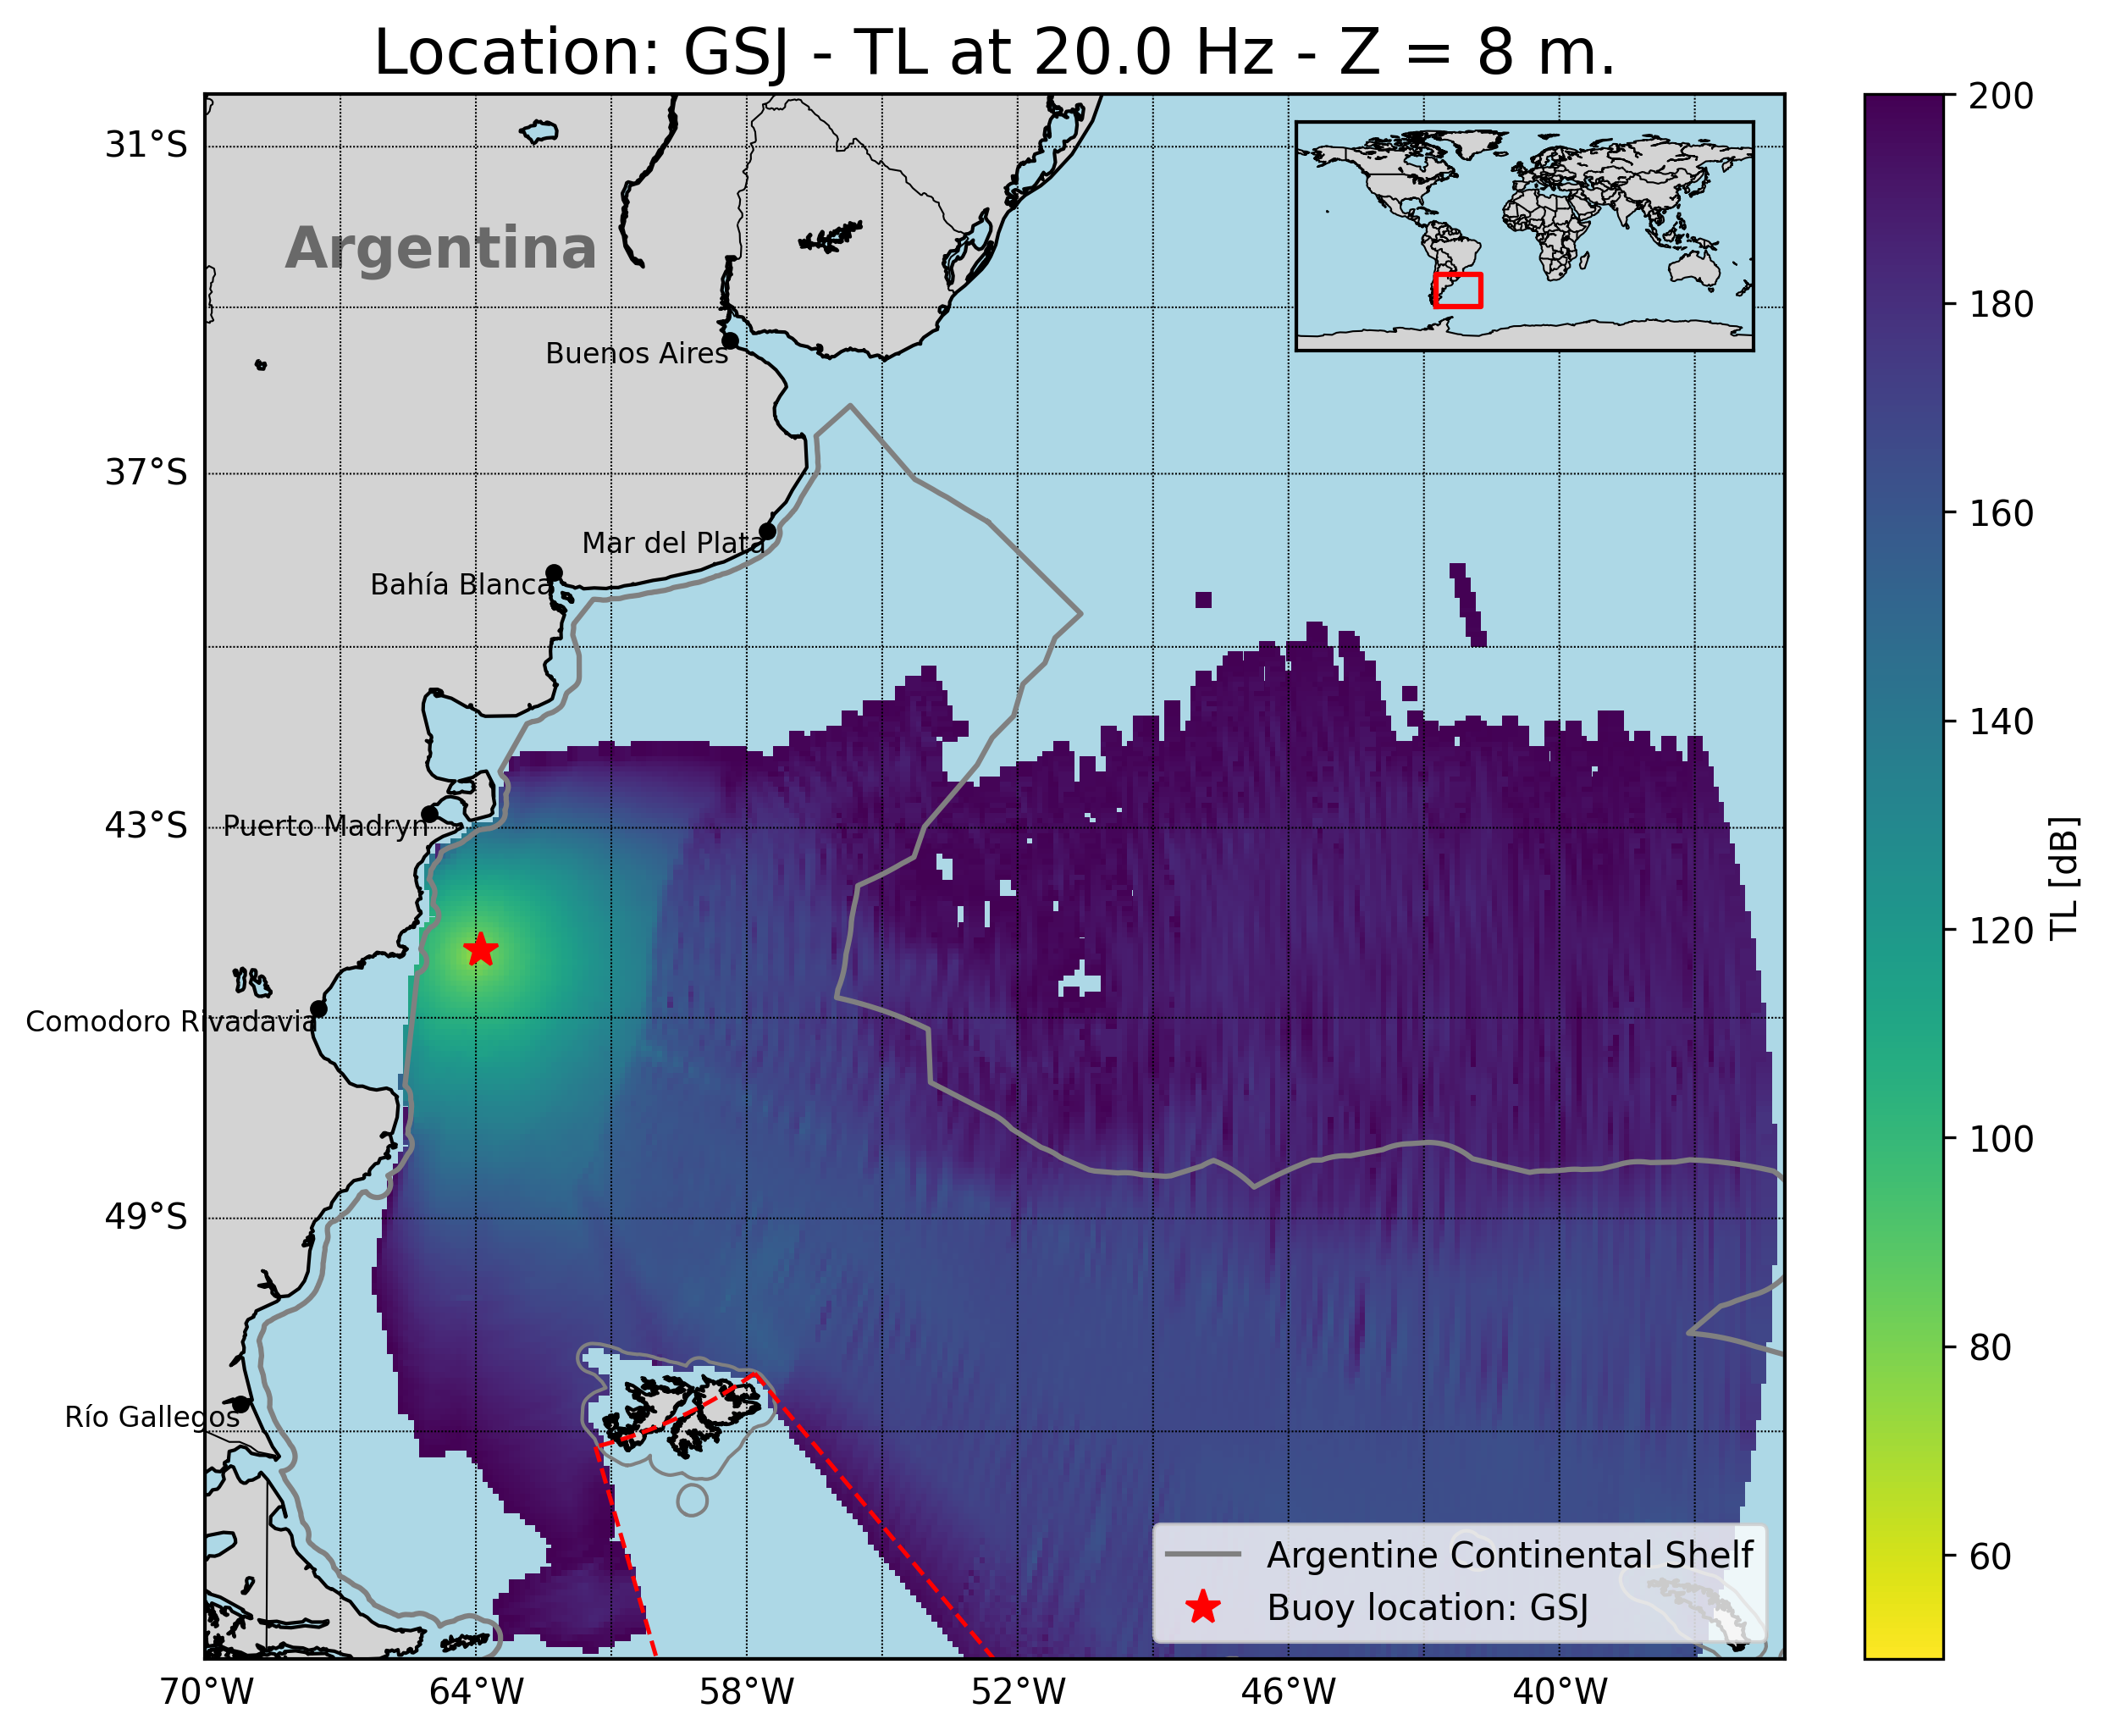 Location: GSJ - TL at 20.0 Hz - Z = 8 m.
31°S
37°S
43°S
49°S
Argentina
Buenos Aires
Mar del Plata
Bahía Blanca
Puerto Madryn
Comodoro Rivadavia
Río Gallegos
Argentine Continental Shelf
Buoy location: GSJ
70°W
64°W
58°W
52°W
46°W
40°W
200
180
160
140
120
100
80
60
TL [dB]